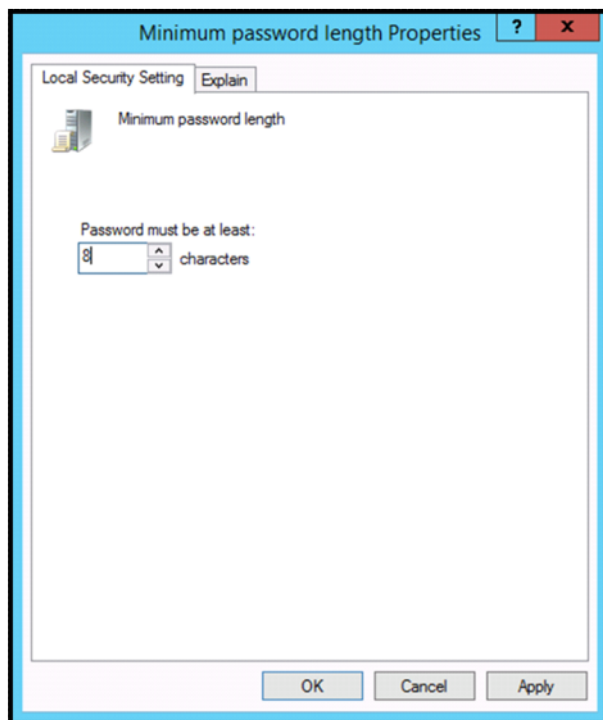 Minimum password length Properties
? x
Local Security Setting Explain
Minimum password length
Password must be at least:
8 characters
OK Cancel Apply